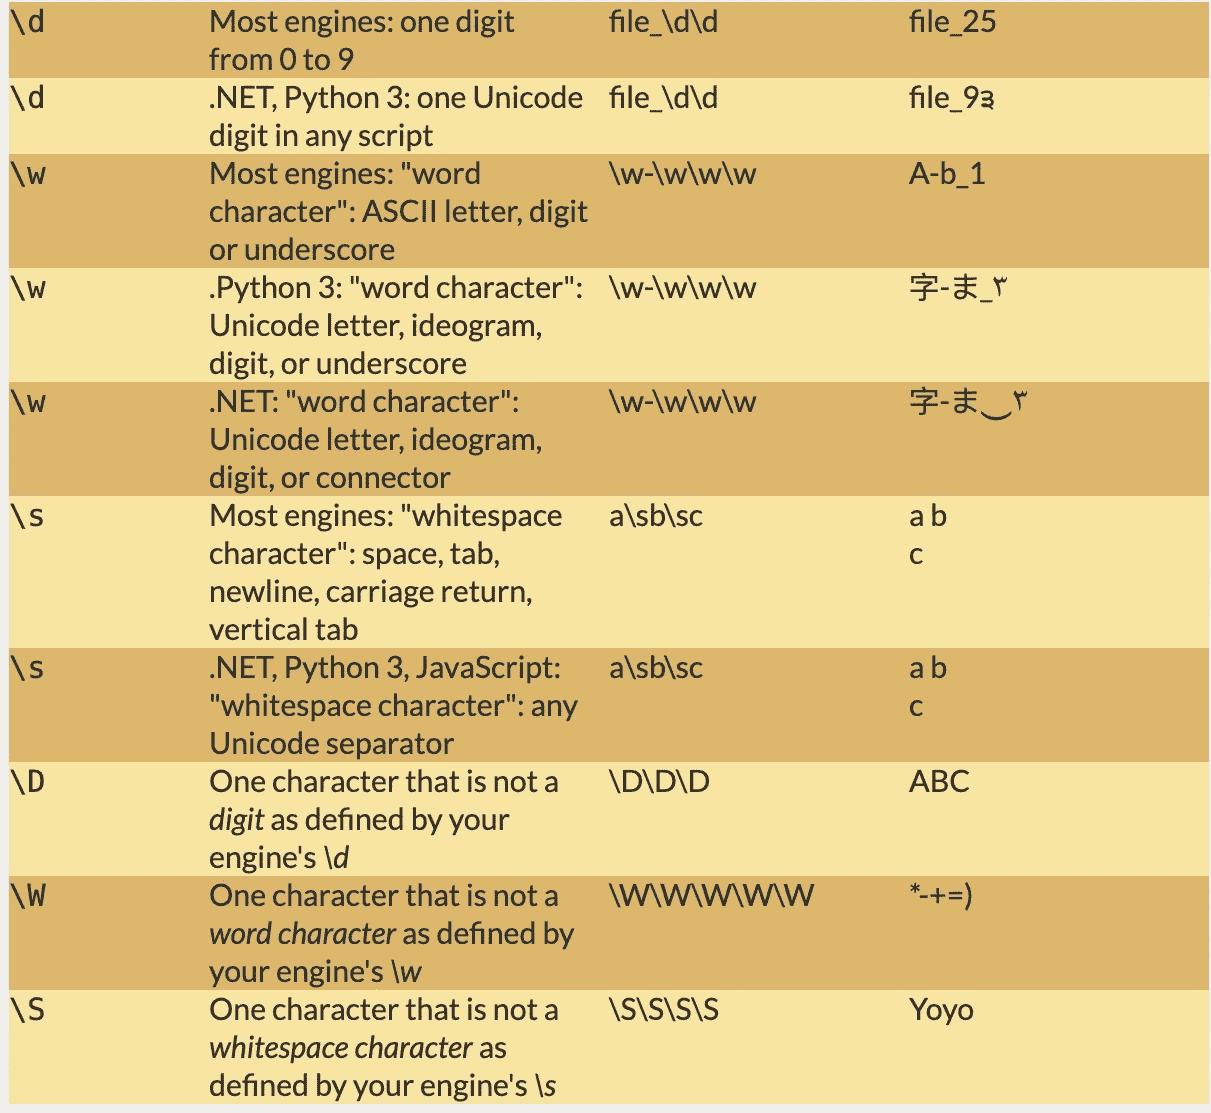 \d Most engines: one digit file_\d\d file_25
from 0 to 9
\d .NET, Python 3: one Unicode file_\d\d file_9੩
digit in any script
\w Most engines: "word \w-\w\w\w A-b_1
character": ASCII letter, digit
or underscore
\w .Python 3: "word character": \w-\w\w\w 字-ま_۳
Unicode letter, ideogram,
digit, or underscore
\w .NET: "word character": \w-\w\w\w 字-ま‿۳
Unicode letter, ideogram,
digit, or connector
\s Most engines: "whitespace a\sb\sc a b
character": space, tab, c
newline, carriage return,
vertical tab
\s .NET, Python 3, JavaScript: a\sb\sc a b
"whitespace character": any c
Unicode separator
\D One character that is not a \D\D\D ABC
digit as defined by your
engine's \d
\W One character that is not a \W\W\W\W\W *-+=)
word character as defined by
your engine's \w
\S One character that is not a \S\S\S\S Yoyo
whitespace character as
defined by your engine's \s